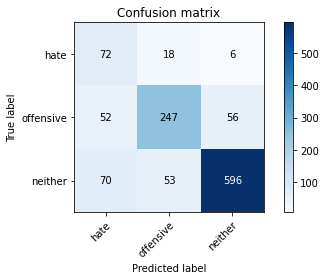 Confusion matrix
True label
hate 72 18 6
offensive 52 247 56
neither 70 53 596
hate offensive neither
Predicted label
500
400
300
200
100